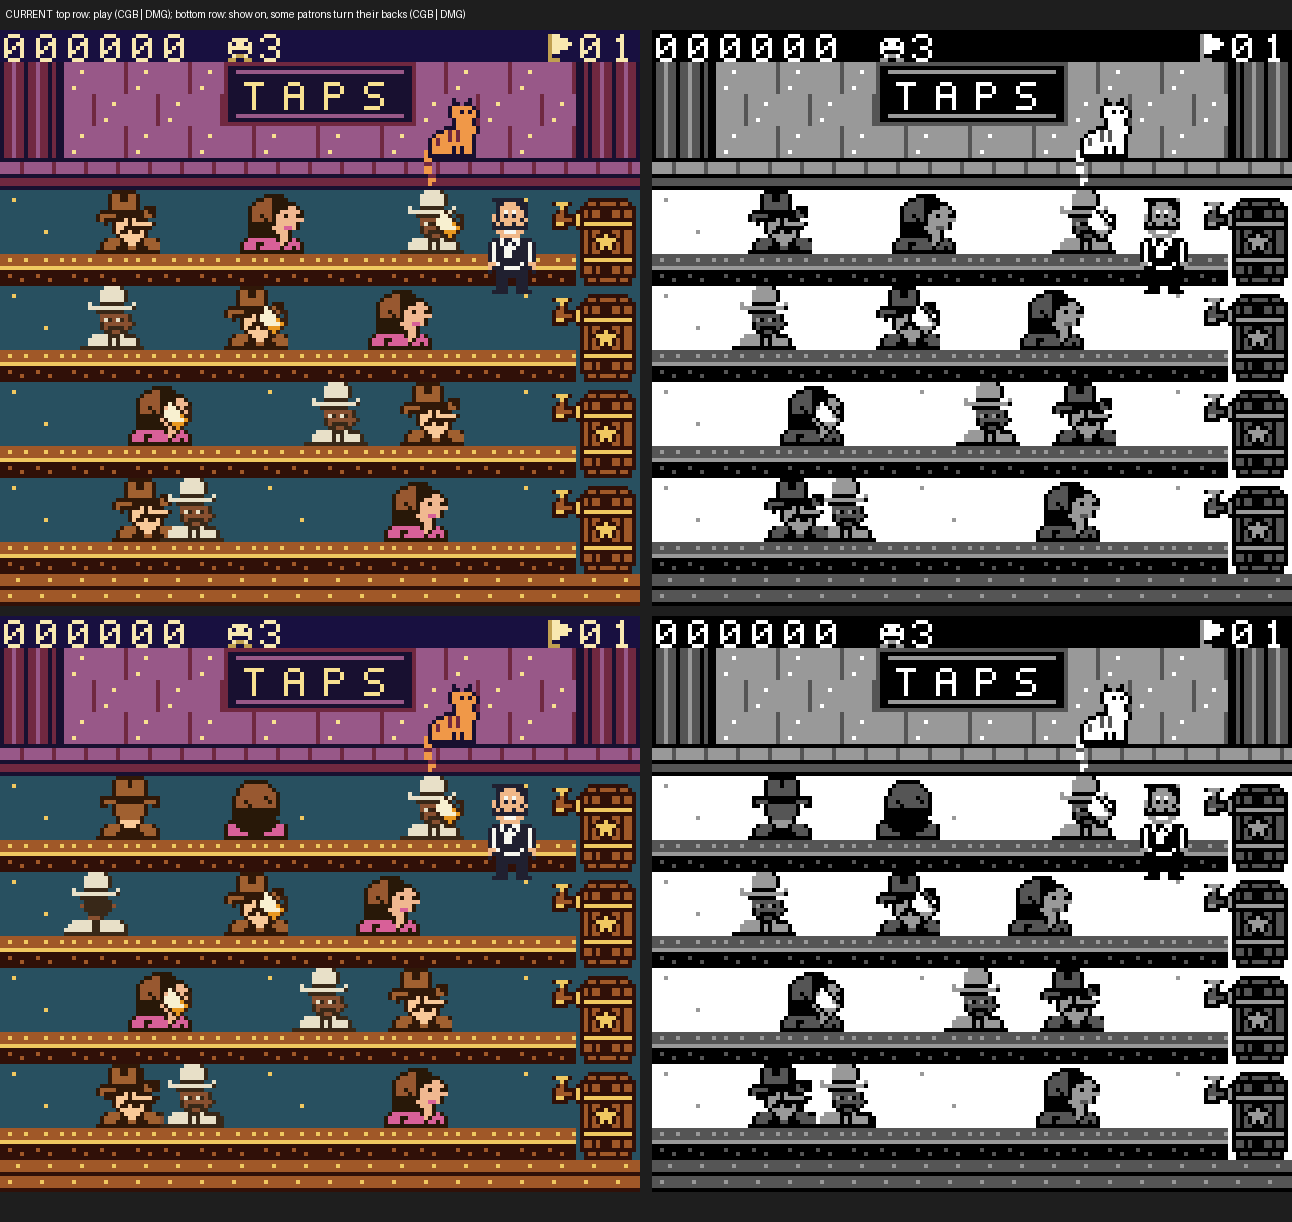 CURRENT top row: play (CGB | DMG); bottom row: show on, some patrons turn their backs (CGB | DMG)
000000 3 01 000000 3 01
TAPS TAPS
000000 3 01 000000 3 01
TAPS TAPS